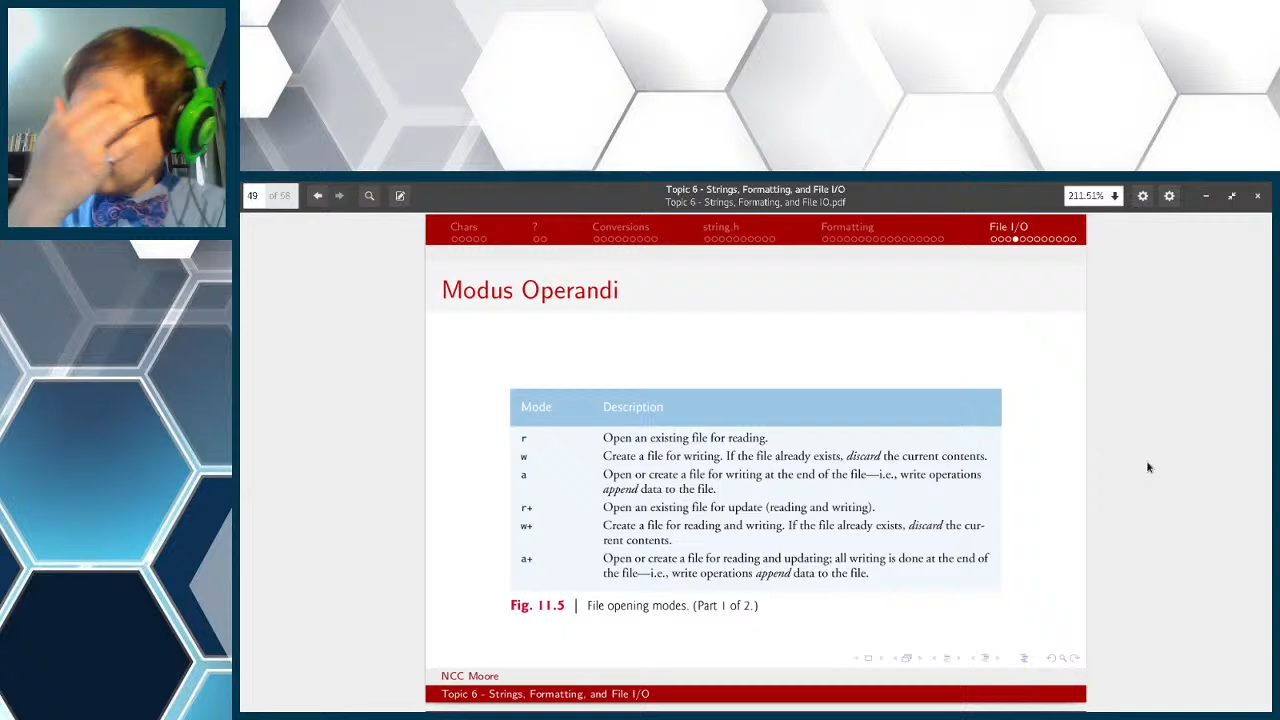 49 of 58
Topic 6 - Strings, Formatting, and File I/O
Topic 6 - Strings, Formating, and File IO.pdf
211.51%
Chars ? Conversions string.h Formatting File I/O
Modus Operandi
Mode Description
r Open an existing file for reading.
w Create a file for writing. If the file already exists, discard the current contents.
a Open or create a file for writing at the end of the file—i.e., write operations
append data to the file.
r+ Open an existing file for update (reading and writing).
w+ Create a file for reading and writing. If the file already exists, discard the cur-
rent contents.
a+ Open or create a file for reading and updating; all writing is done at the end of
the file—i.e., write operations append data to the file.
Fig. 11.5 | File opening modes. (Part 1 of 2.)
NCC Moore
Topic 6 - Strings, Formatting, and File I/O